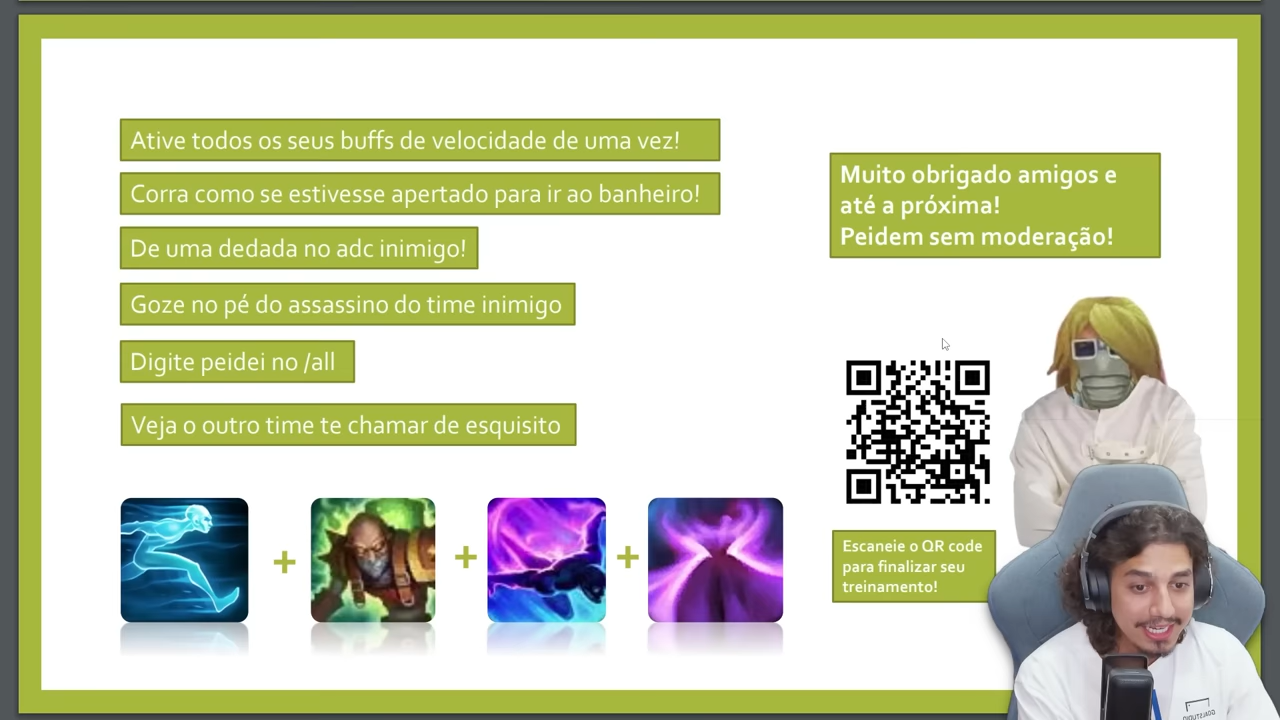 Ative todos os seus buffs de velocidade de uma vez!
Corra como se estivesse apertado para ir ao banheiro!
De uma dedada no adc inimigo!
Goze no pé do assassino do time inimigo
Digite peidei no /all
Veja o outro time te chamar de esquisito
+
+
+
Muito obrigado amigos e
até a próxima!
Peidem sem moderação!
Escaneie o QR code
para finalizar seu
treinamento!